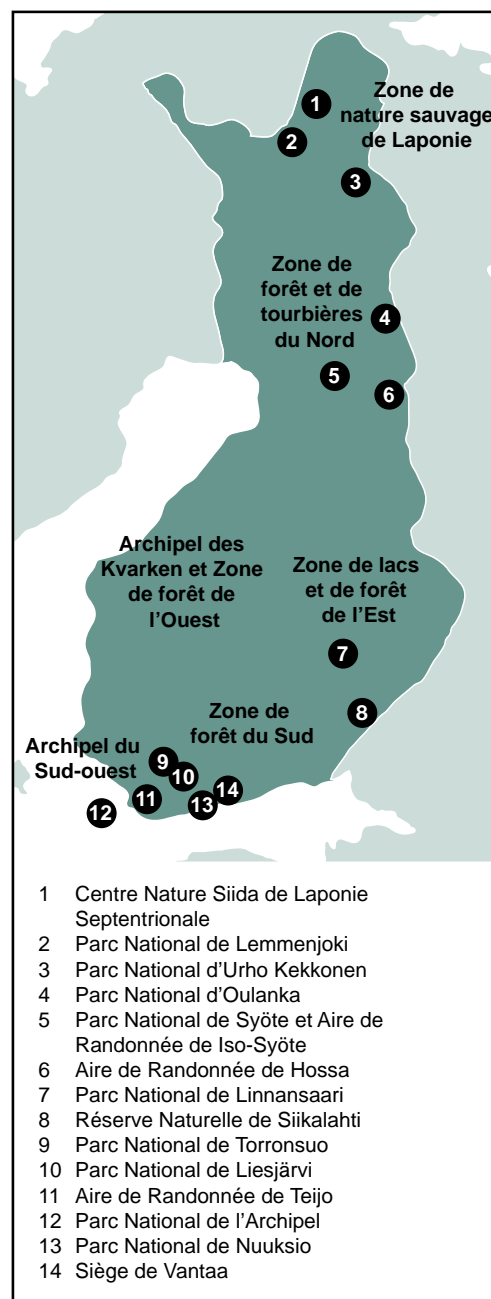 Zone de
nature sauvage
de Laponie
1
2
3
Zone de
forêt et de
tourbières
du Nord
4
5
6
Archipel des
Kvarken et Zone
de forêt de
l’Ouest
Zone de lacs
et de forêt
de l’Est
7
8
Zone de
forêt du Sud
Archipel du
Sud-ouest
9
10
11
12
13
14
1 Centre Nature Siida de Laponie
Septentrionale
2 Parc National de Lemmenjoki
3 Parc National d’Urho Kekkonen
4 Parc National d’Oulanka
5 Parc National de Syöte et Aire de
Randonnée de Iso-Syöte
6 Aire de Randonnée de Hossa
7 Parc National de Linnansaari
8 Réserve Naturelle de Siikalahti
9 Parc National de Torronsuo
10 Parc National de Liesjärvi
11 Aire de Randonnée de Teijo
12 Parc National de l’Archipel
13 Parc National de Nuuksio
14 Siège de Vantaa